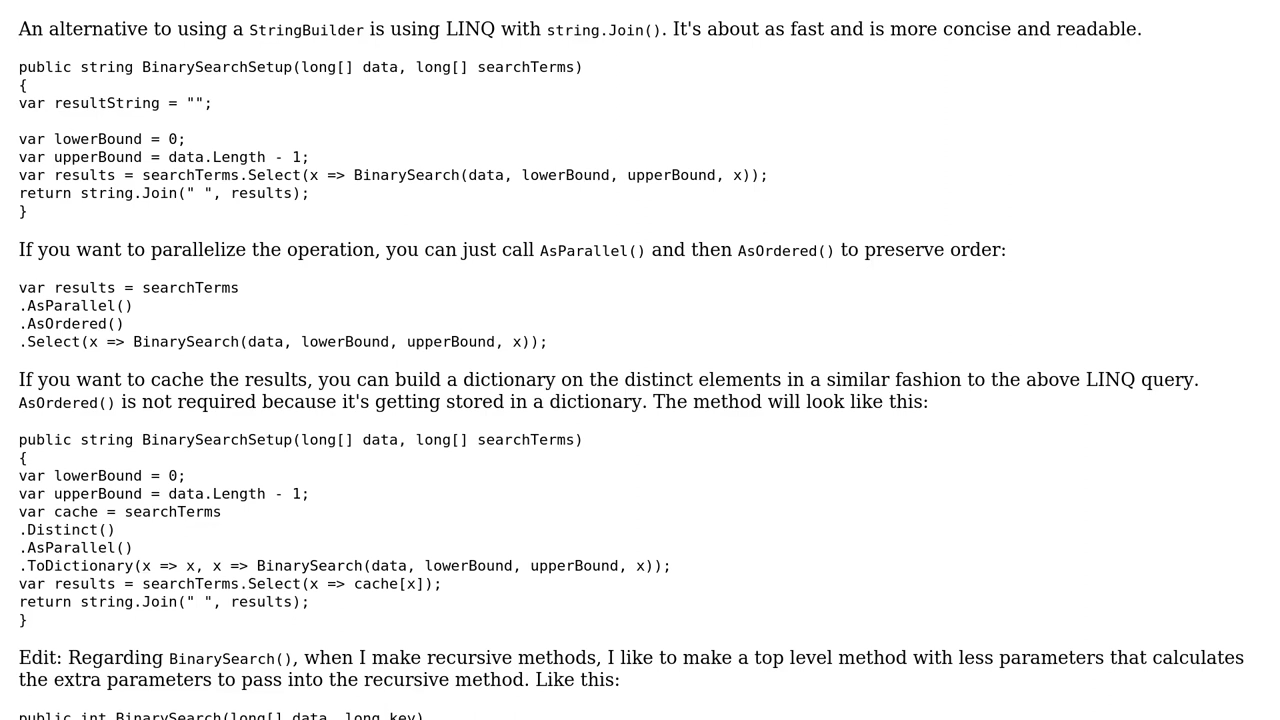 An alternative to using a StringBuilder is using LINQ with string.Join(). It's about as fast and is more concise and readable.
public string BinarySearchSetup(long[] data, long[] searchTerms)
{
var resultString = "";
var lowerBound = 0;
var upperBound = data.Length - 1;
var results = searchTerms.Select(x => BinarySearch(data, lowerBound, upperBound, x));
return string.Join(" ", results);
}
If you want to parallelize the operation, you can just call AsParallel() and then AsOrdered() to preserve order:
var results = searchTerms
.AsParallel()
.AsOrdered()
.Select(x => BinarySearch(data, lowerBound, upperBound, x));
If you want to cache the results, you can build a dictionary on the distinct elements in a similar fashion to the above LINQ query.
AsOrdered() is not required because it's getting stored in a dictionary. The method will look like this:
public string BinarySearchSetup(long[] data, long[] searchTerms)
{
var lowerBound = 0;
var upperBound = data.Length - 1;
var cache = searchTerms
.Distinct()
.AsParallel()
.ToDictionary(x => x, x => BinarySearch(data, lowerBound, upperBound, x));
var results = searchTerms.Select(x => cache[x]);
return string.Join(" ", results);
}
Edit: Regarding BinarySearch(), when I make recursive methods, I like to make a top level method with less parameters that calculates
the extra parameters to pass into the recursive method. Like this:
public int BinarySearch(long[] data, long key)